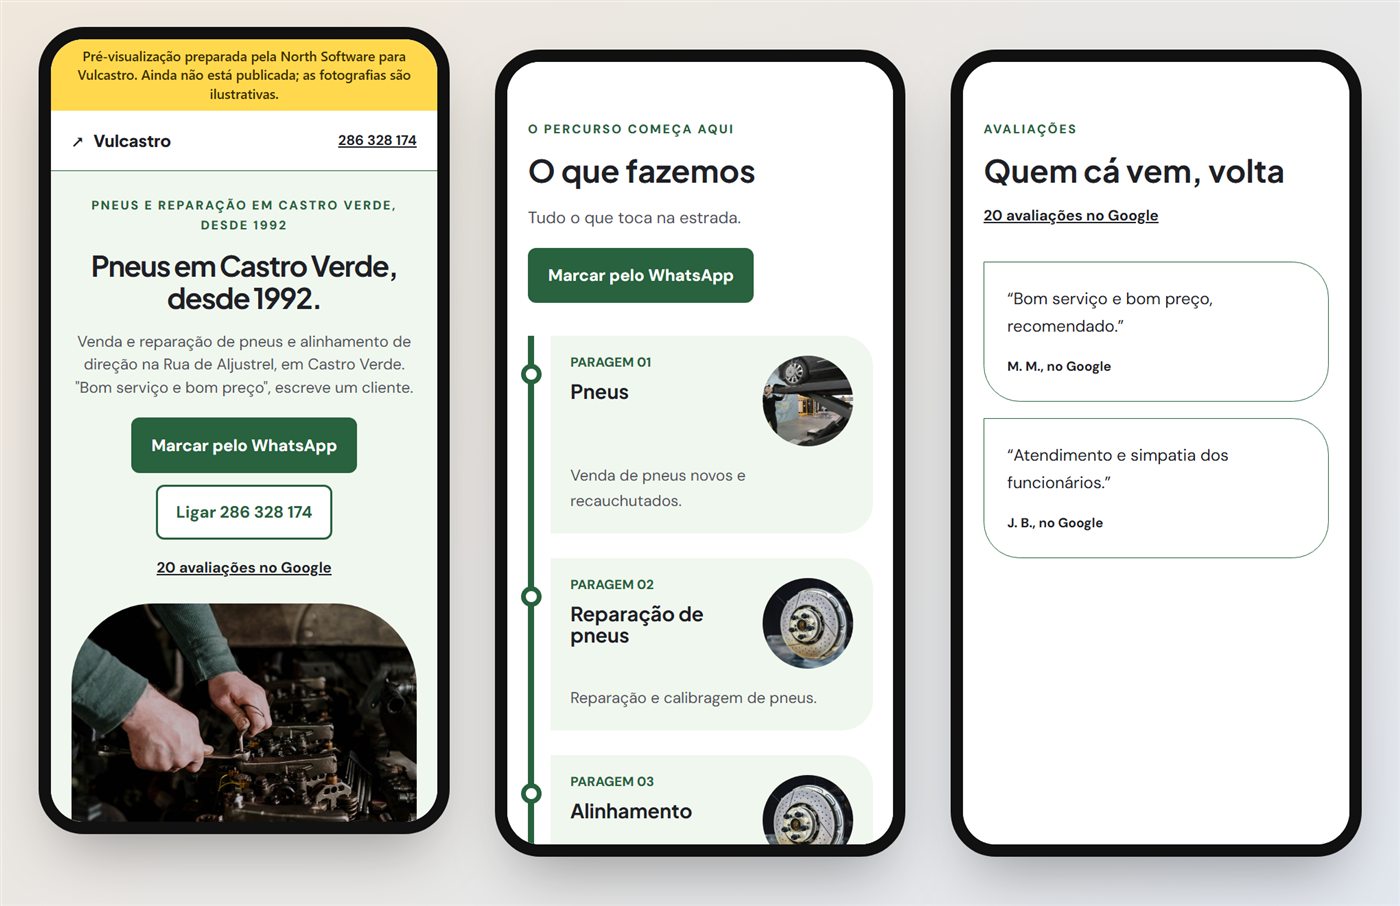 Pré-visualização preparada pela North Software para
Vulcastro. Ainda não está publicada; as fotografias são
ilustrativas.
↗ Vulcastro
286 328 174
PNEUS E REPARAÇÃO EM CASTRO VERDE,
DESDE 1992
Pneus em Castro Verde,
desde 1992.
Venda e reparação de pneus e alinhamento de
direção na Rua de Aljustrel, em Castro Verde.
"Bom serviço e bom preço", escreve um cliente.
Marcar pelo WhatsApp
Ligar 286 328 174
20 avaliações no Google
O PERCURSO COMEÇA AQUI
O que fazemos
Tudo o que toca na estrada.
Marcar pelo WhatsApp
PARAGEM 01
Pneus
Venda de pneus novos e
recauchutados.
PARAGEM 02
Reparação de
pneus
Reparação e calibragem de pneus.
PARAGEM 03
Alinhamento
AVALIAÇÕES
Quem cá vem, volta
20 avaliações no Google
“Bom serviço e bom preço,
recomendado.”
M. M., no Google
“Atendimento e simpatia dos
funcionários.”
J. B., no Google